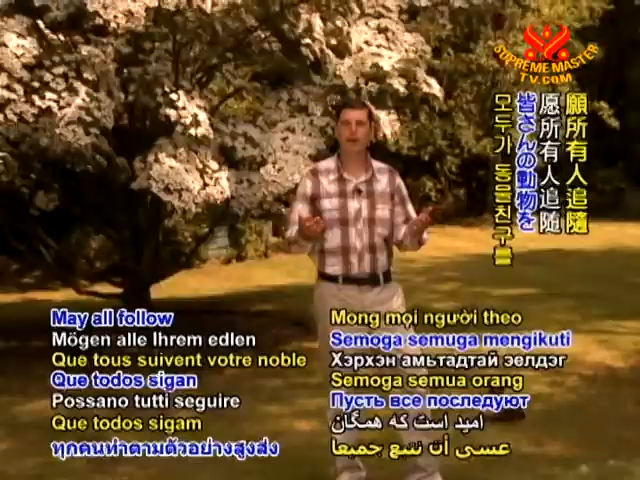 SUPREME MASTER
TV.COM
願所有人追隨
愿所有人追随
皆さんの動物を
모두가 동물친구를
May all follow
Mögen alle Ihrem edlen
Que tous suivent votre noble
Que todos sigan
Possano tutti seguire
Que todos sigam
ทุกคนทำตามตัวอย่างสูงส่ง
Mong mọi người theo
Semoga semuga mengikuti
Хэрхэн амьтадтай эелдэг
Semoga semua orang
Пусть все последуют
امید است که همگان
عسى أن نتبع جميعا